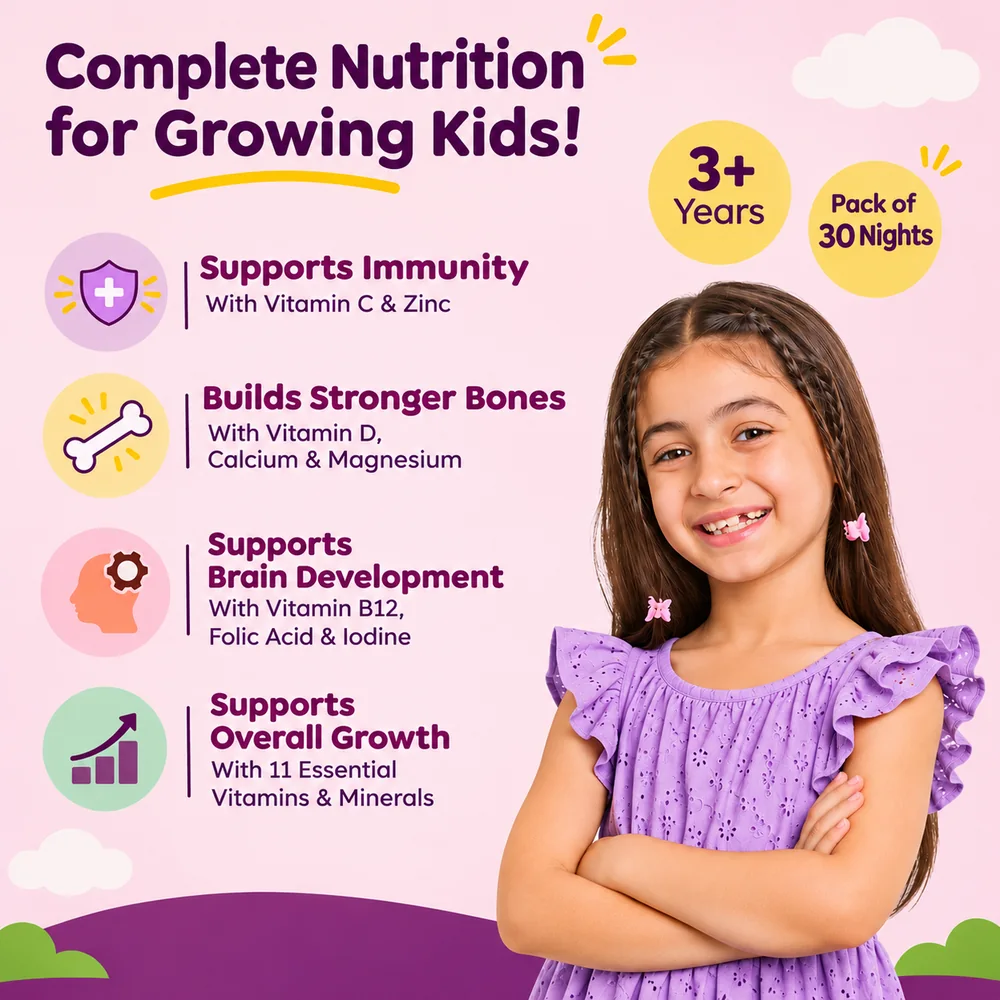 Complete Nutrition
for Growing Kids!
3+
Years
Pack of
30 Nights
Supports Immunity
With Vitamin C & Zinc
Builds Stronger Bones
With Vitamin D,
Calcium & Magnesium
Supports
Brain Development
With Vitamin B12,
Folic Acid & Iodine
Supports
Overall Growth
With 11 Essential
Vitamins & Minerals